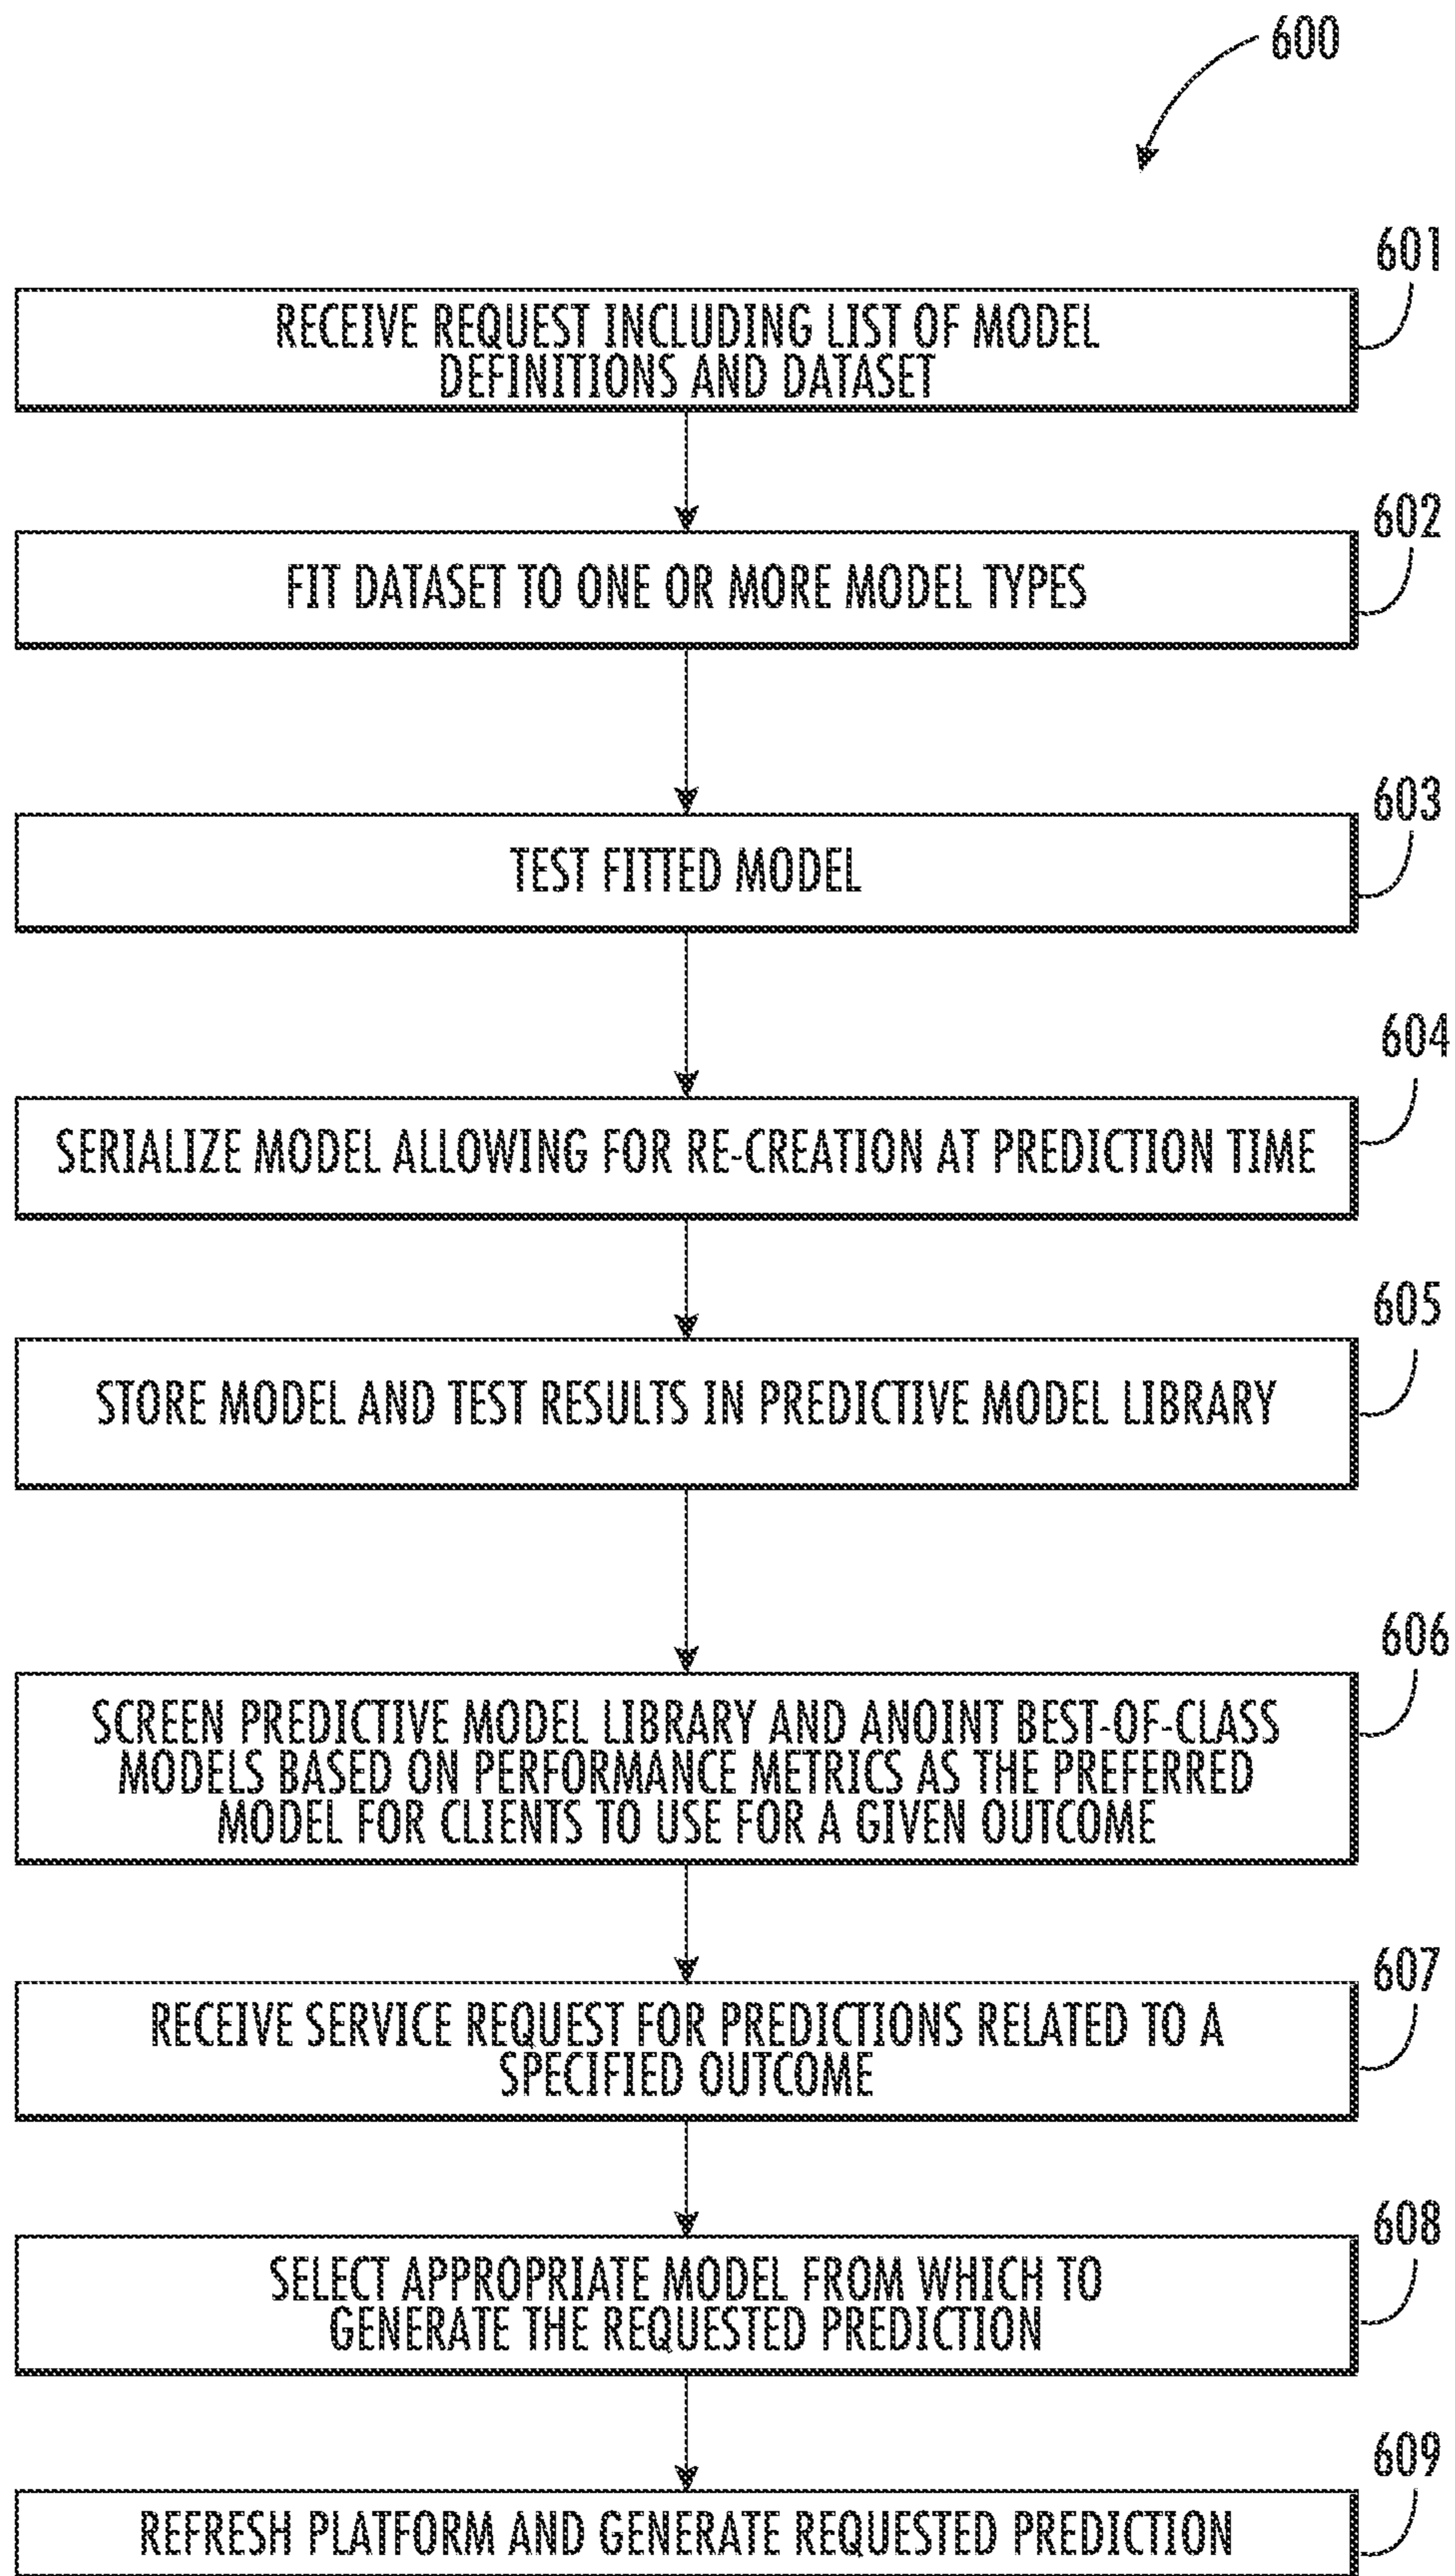 600
601
RECEIVE REQUEST INCLUDING LIST OF MODEL
DEFINITIONS AND DATASET
602
FIT DATASET TO ONE OR MORE MODEL TYPES
603
TEST FITTED MODEL
604
SERIALIZE MODEL ALLOWING FOR RE-CREATION AT PREDICTION TIME
605
STORE MODEL AND TEST RESULTS IN PREDICTIVE MODEL LIBRARY
606
SCREEN PREDICTIVE MODEL LIBRARY AND ANOINT BEST-OF-CLASS
MODELS BASED ON PERFORMANCE METRICS AS THE PREFERRED
MODEL FOR CLIENTS TO USE FOR A GIVEN OUTCOME
607
RECEIVE SERVICE REQUEST FOR PREDICTIONS RELATED TO A
SPECIFIED OUTCOME
608
SELECT APPROPRIATE MODEL FROM WHICH TO
GENERATE THE REQUESTED PREDICTION
609
REFRESH PLATFORM AND GENERATE REQUESTED PREDICTION